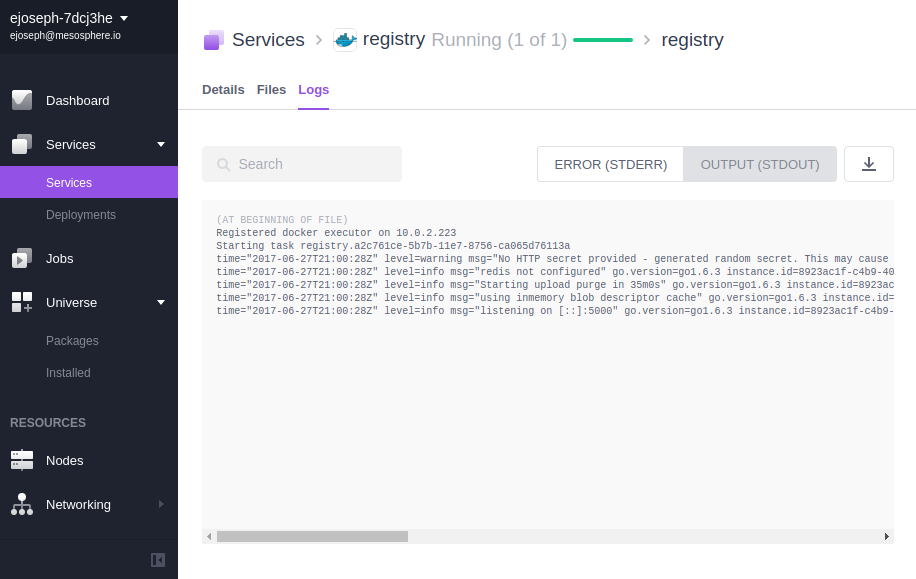 ejoseph-7dcj3he
ejoseph@mesosphere.io
Dashboard
Services
Services
Deployments
Jobs
Universe
Packages
Installed
RESOURCES
Nodes
Networking
Services registry Running (1 of 1) registry
Details Files Logs
Search ERROR (STDERR) OUTPUT (STDOUT)
(AT BEGINNING OF FILE)
Registered docker executor on 10.0.2.223
Starting task registry.a2c761ce-5b7b-11e7-8756-ca065d76113a
time="2017-06-27T21:00:28Z" level=warning msg="No HTTP secret provided - generated random secret. This may cause
time="2017-06-27T21:00:28Z" level=info msg="redis not configured" go.version=go1.6.3 instance.id=8923ac1f-c4b9-40
time="2017-06-27T21:00:28Z" level=info msg="Starting upload purge in 35m0s" go.version=go1.6.3 instance.id=8923ac
time="2017-06-27T21:00:28Z" level=info msg="using inmemory blob descriptor cache" go.version=go1.6.3 instance.id=
time="2017-06-27T21:00:28Z" level=info msg="listening on [::]:5000" go.version=go1.6.3 instance.id=8923ac1f-c4b9-